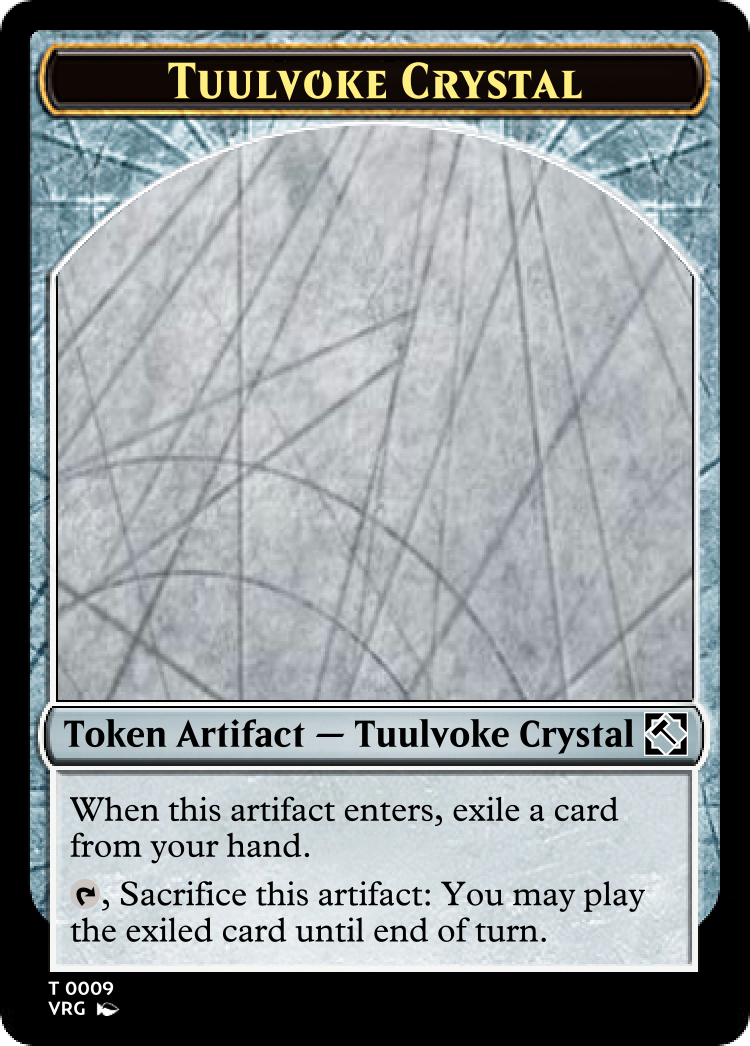 Tuulvoke Crystal
Token Artifact — Tuulvoke Crystal
When this artifact enters, exile a card
from your hand.
, Sacrifice this artifact: You may play
the exiled card until end of turn.
T 0009
VRG